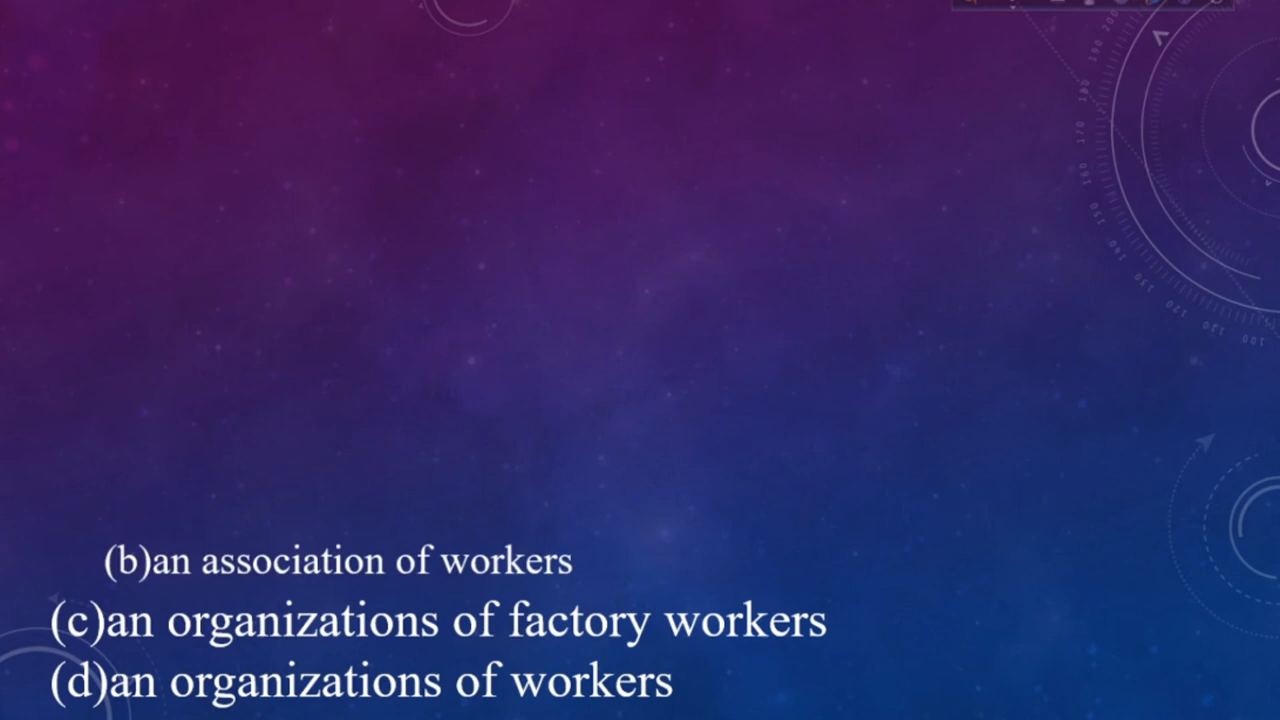 (b)an association of workers
(c)an organizations of factory workers
(d)an organizations of workers